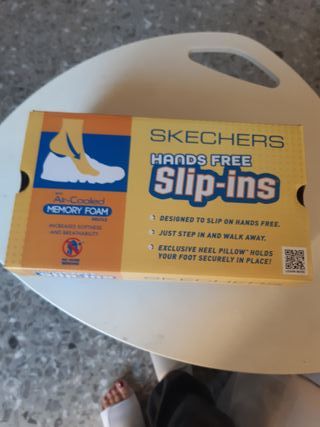 SKECHERS
HANDS FREE
Slip-ins
DESIGNED TO SLIP ON HANDS FREE.
JUST STEP IN AND WALK AWAY.
EXCLUSIVE HEEL PILLOW™ HOLDS
YOUR FOOT SECURELY IN PLACE!
Air-Cooled
MEMORY FOAM
INCREASES SOFTNESS
AND BREATHABILITY